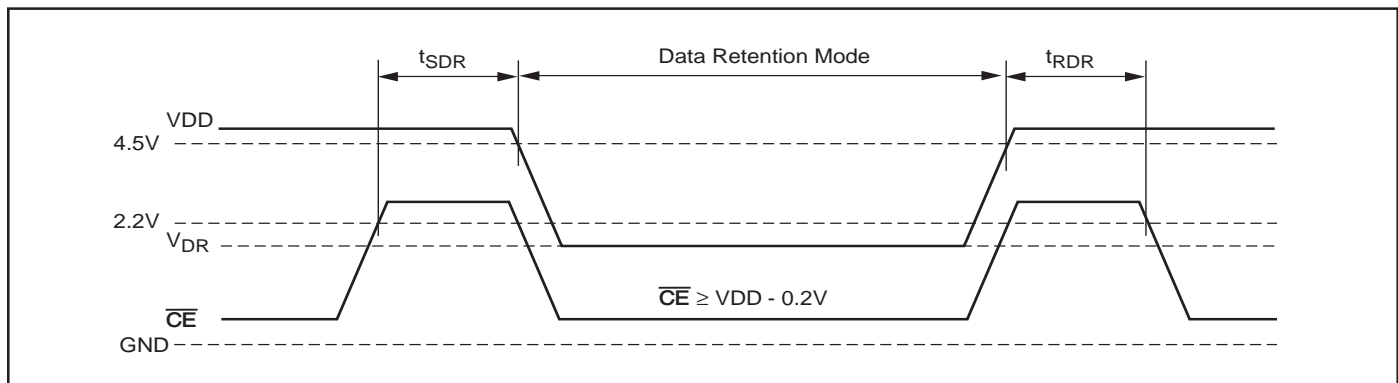 tSDR
Data Retention Mode
tRDR
VDD
4.5V
2.2V
VDR
CE ≥ VDD - 0.2V
CE
GND